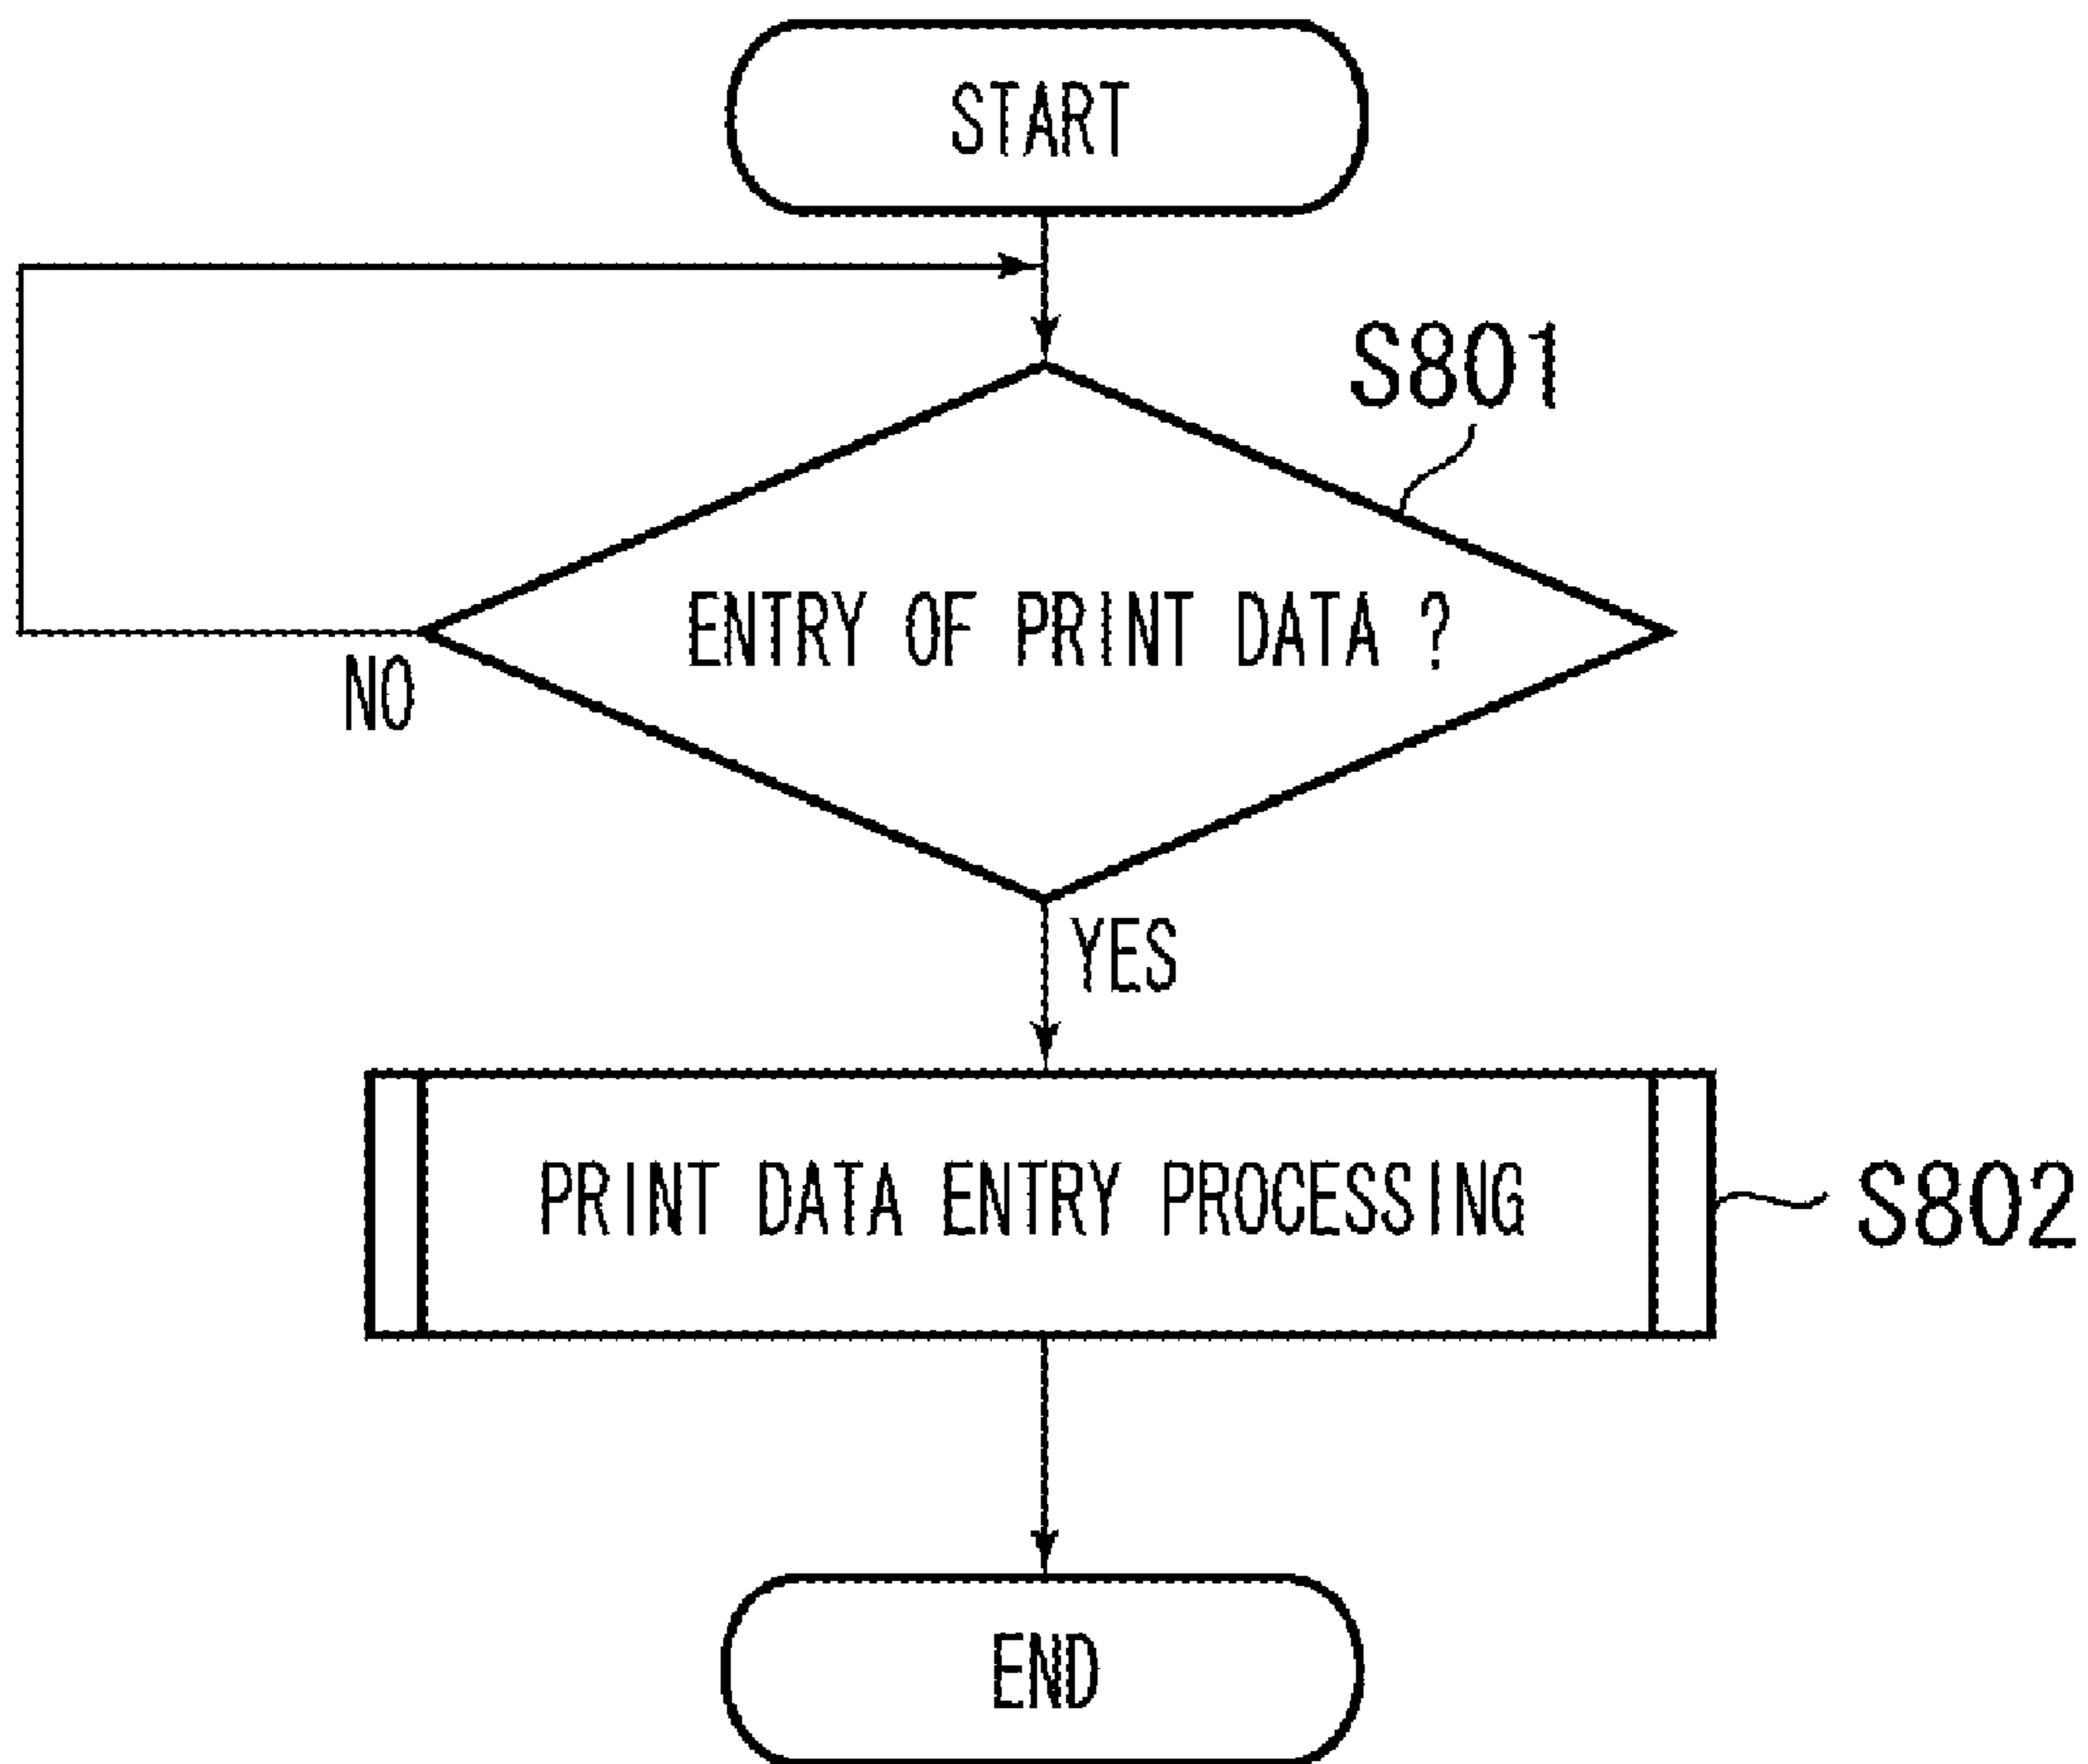 START
S801
ENTRY OF PRINT DATA ?
NO
YES
PRINT DATA ENTRY PROCESSING
S802
END